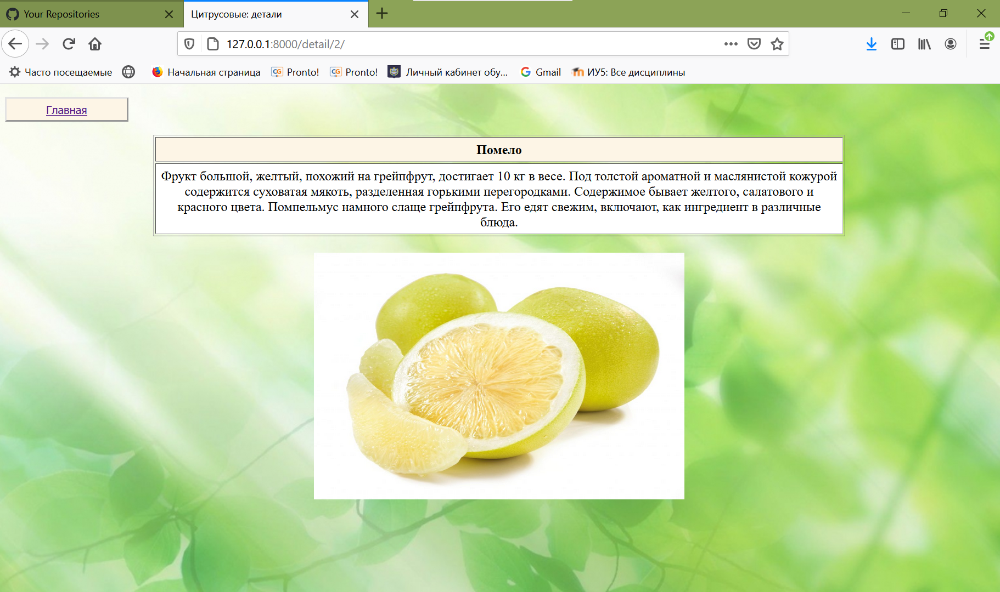 Your Repositories
Цитрусовые: детали
127.0.0.1:8000/detail/2/
Часто посещаемые
Начальная страница
CG Pronto!
CG Pronto!
Личный кабинет обу...
G Gmail
ИУ5: Все дисциплины
Главная
Помело
Фрукт большой, желтый, похожий на грейпфрут, достигает 10 кг в весе. Под толстой ароматной и маслянистой кожурой
содержится суховатая мякоть, разделенная горькими перегородками. Содержимое бывает желтого, салатового и
красного цвета. Помпельмус намного слаще грейпфрута. Его едят свежим, включают, как ингредиент в различные
блюда.